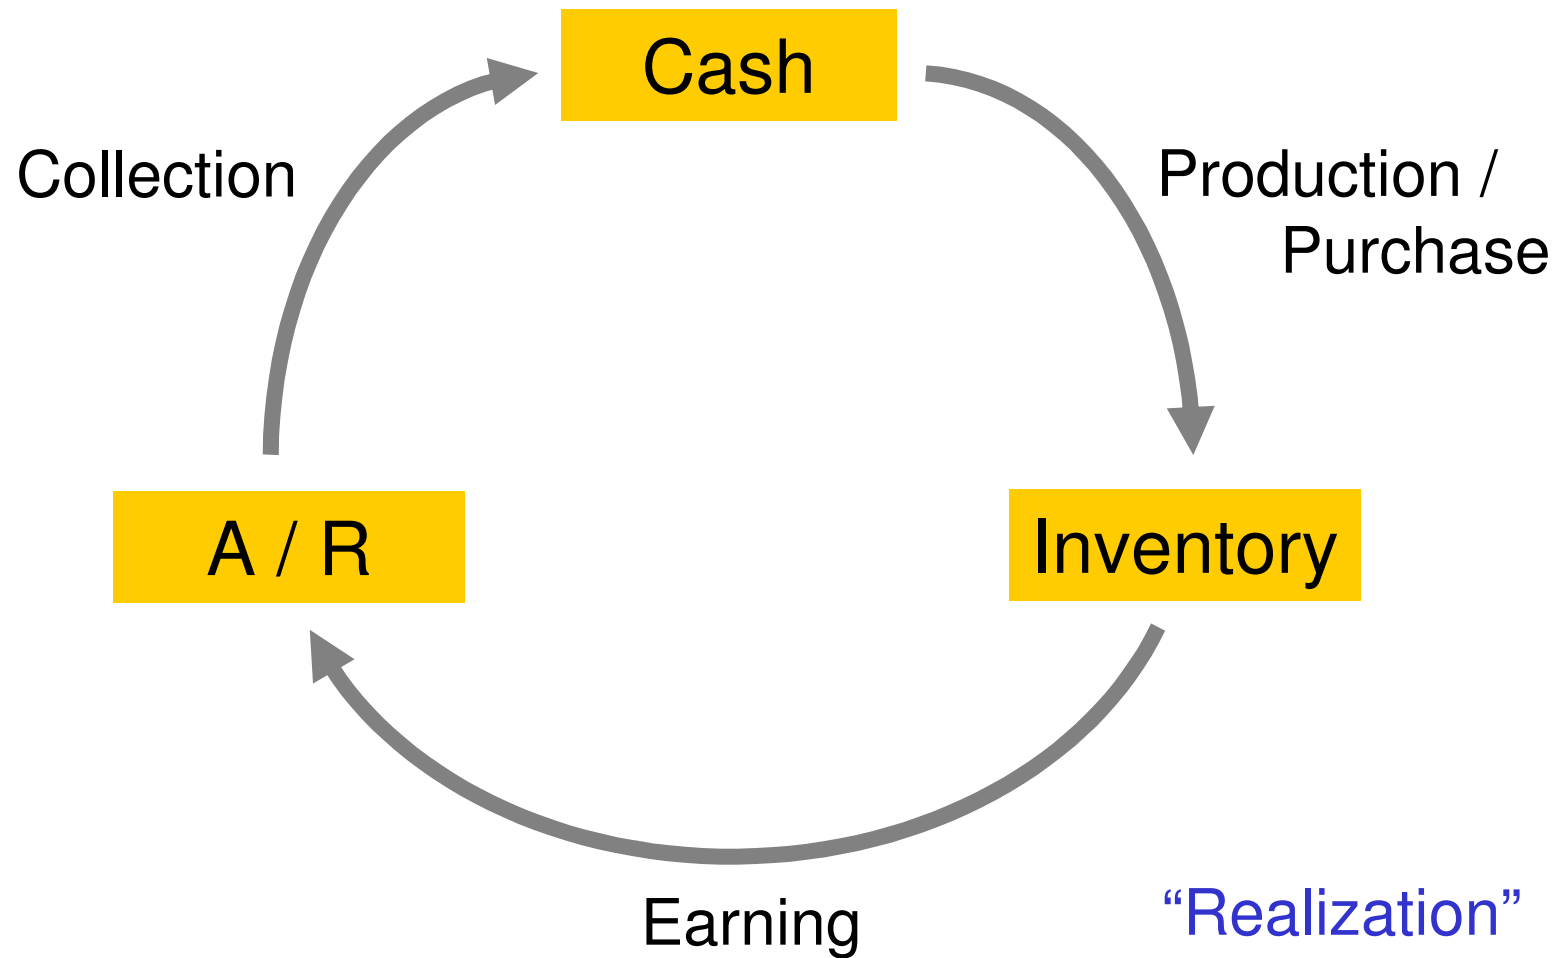 Cash
Collection
Production /
Purchase
A / R
Inventory
Earning
“Realization”